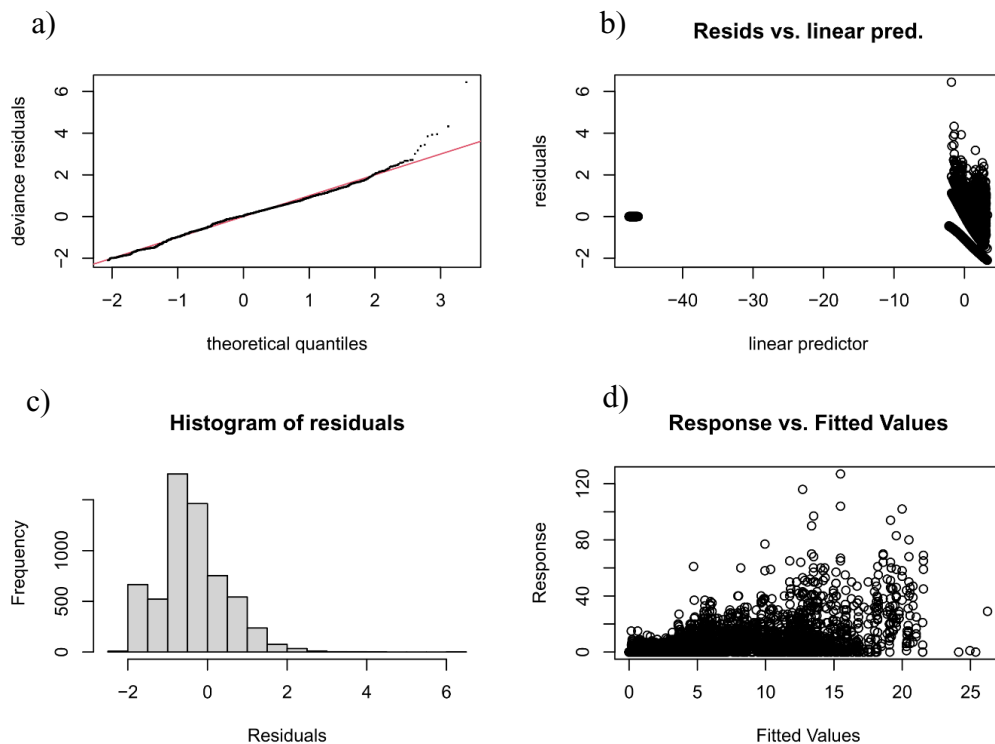 a)
deviance residuals
6
4
2
0
−2
−2 −1 0 1 2 3
theoretical quantiles
b)
Resids vs. linear pred.
residuals
6
4
2
0
−2
−40 −30 −20 −10 0
linear predictor
c)
Histogram of residuals
Frequency
1000
500
0
−2 0 2 4 6
Residuals
d)
Response vs. Fitted Values
Response
120
80
40
0
0 5 10 15 20 25
Fitted Values